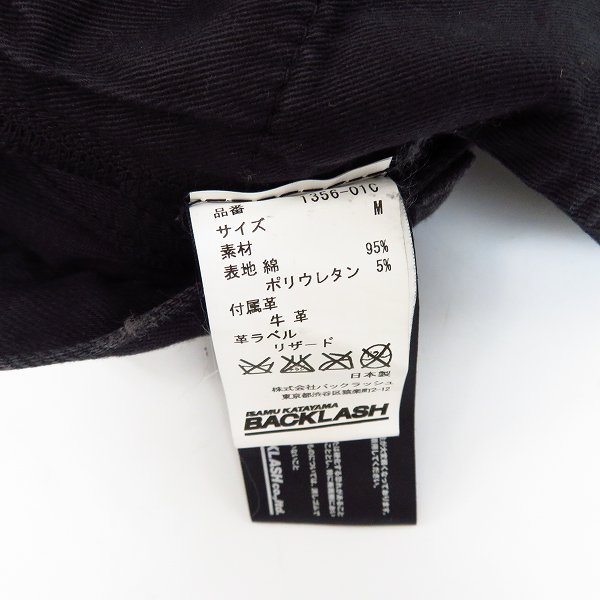 品番 1356-01C
サイズ M
素材
表地 綿 95%
ポリウレタン 5%
付属革
牛革
革ラベル
リザード
日本製
株式会社バックラッシュ
東京都渋谷区猿楽町2-12
ISAMU KATAYAMA
BACKLASH
BACKLASH co.,ltd.